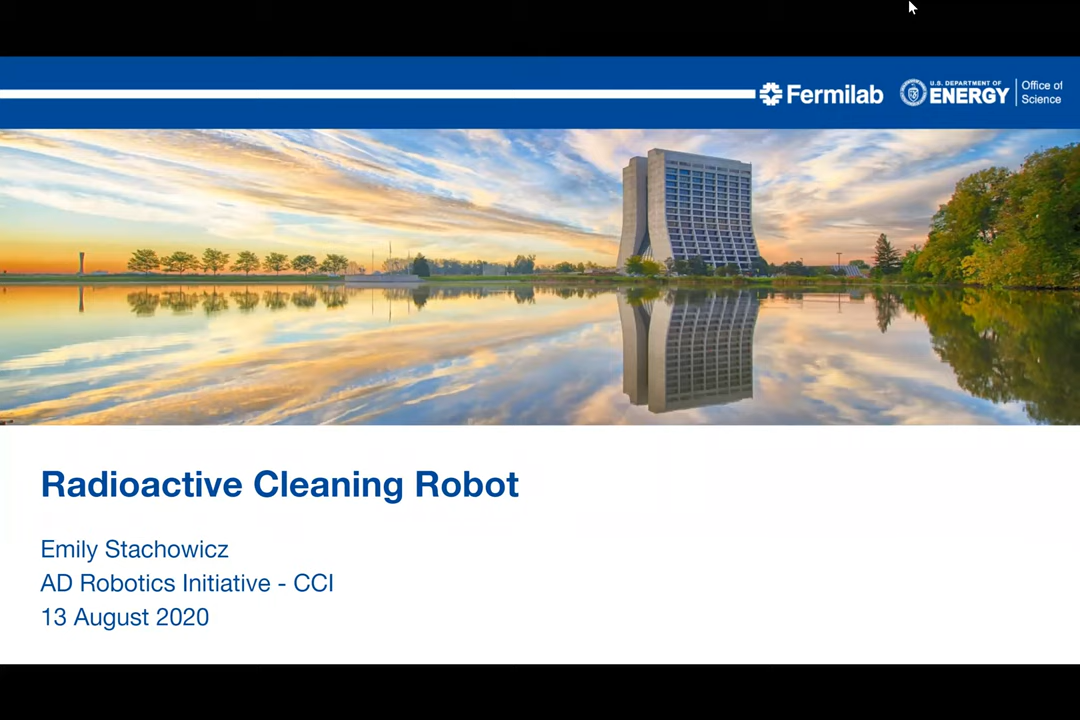 Fermilab
U.S. DEPARTMENT OF
ENERGY
Office of
Science
Radioactive Cleaning Robot
Emily Stachowicz
AD Robotics Initiative - CCI
13 August 2020